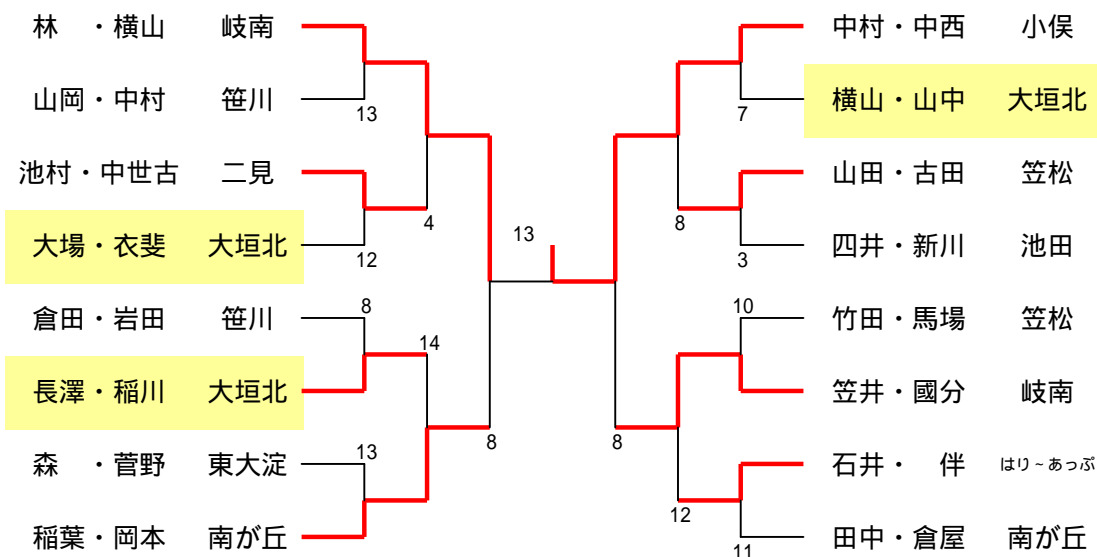 林 ・横山 岐南
山岡・中村 笹川
13
池村・中世古 二見
4
大場・衣斐 大垣北
12
倉田・岩田 笹川
8
14
長澤・稲川 大垣北
8
森 ・菅野 東大淀
13
稲葉・岡本 南が丘
13
中村・中西 小俣
横山・山中 大垣北
7
山田・古田 笠松
8
四井・新川 池田
3
竹田・馬場 笠松
10
笠井・國分 岐南
8
石井・ 伴 はり~あっぷ
12
田中・倉屋 南が丘
11